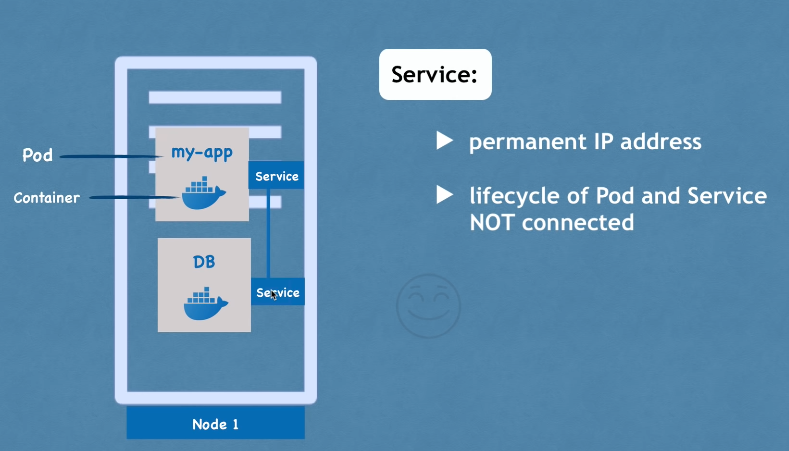 Service:
permanent IP address
lifecycle of Pod and Service
NOT connected
Pod
my-app
Service
Container
DB
Service
Node 1